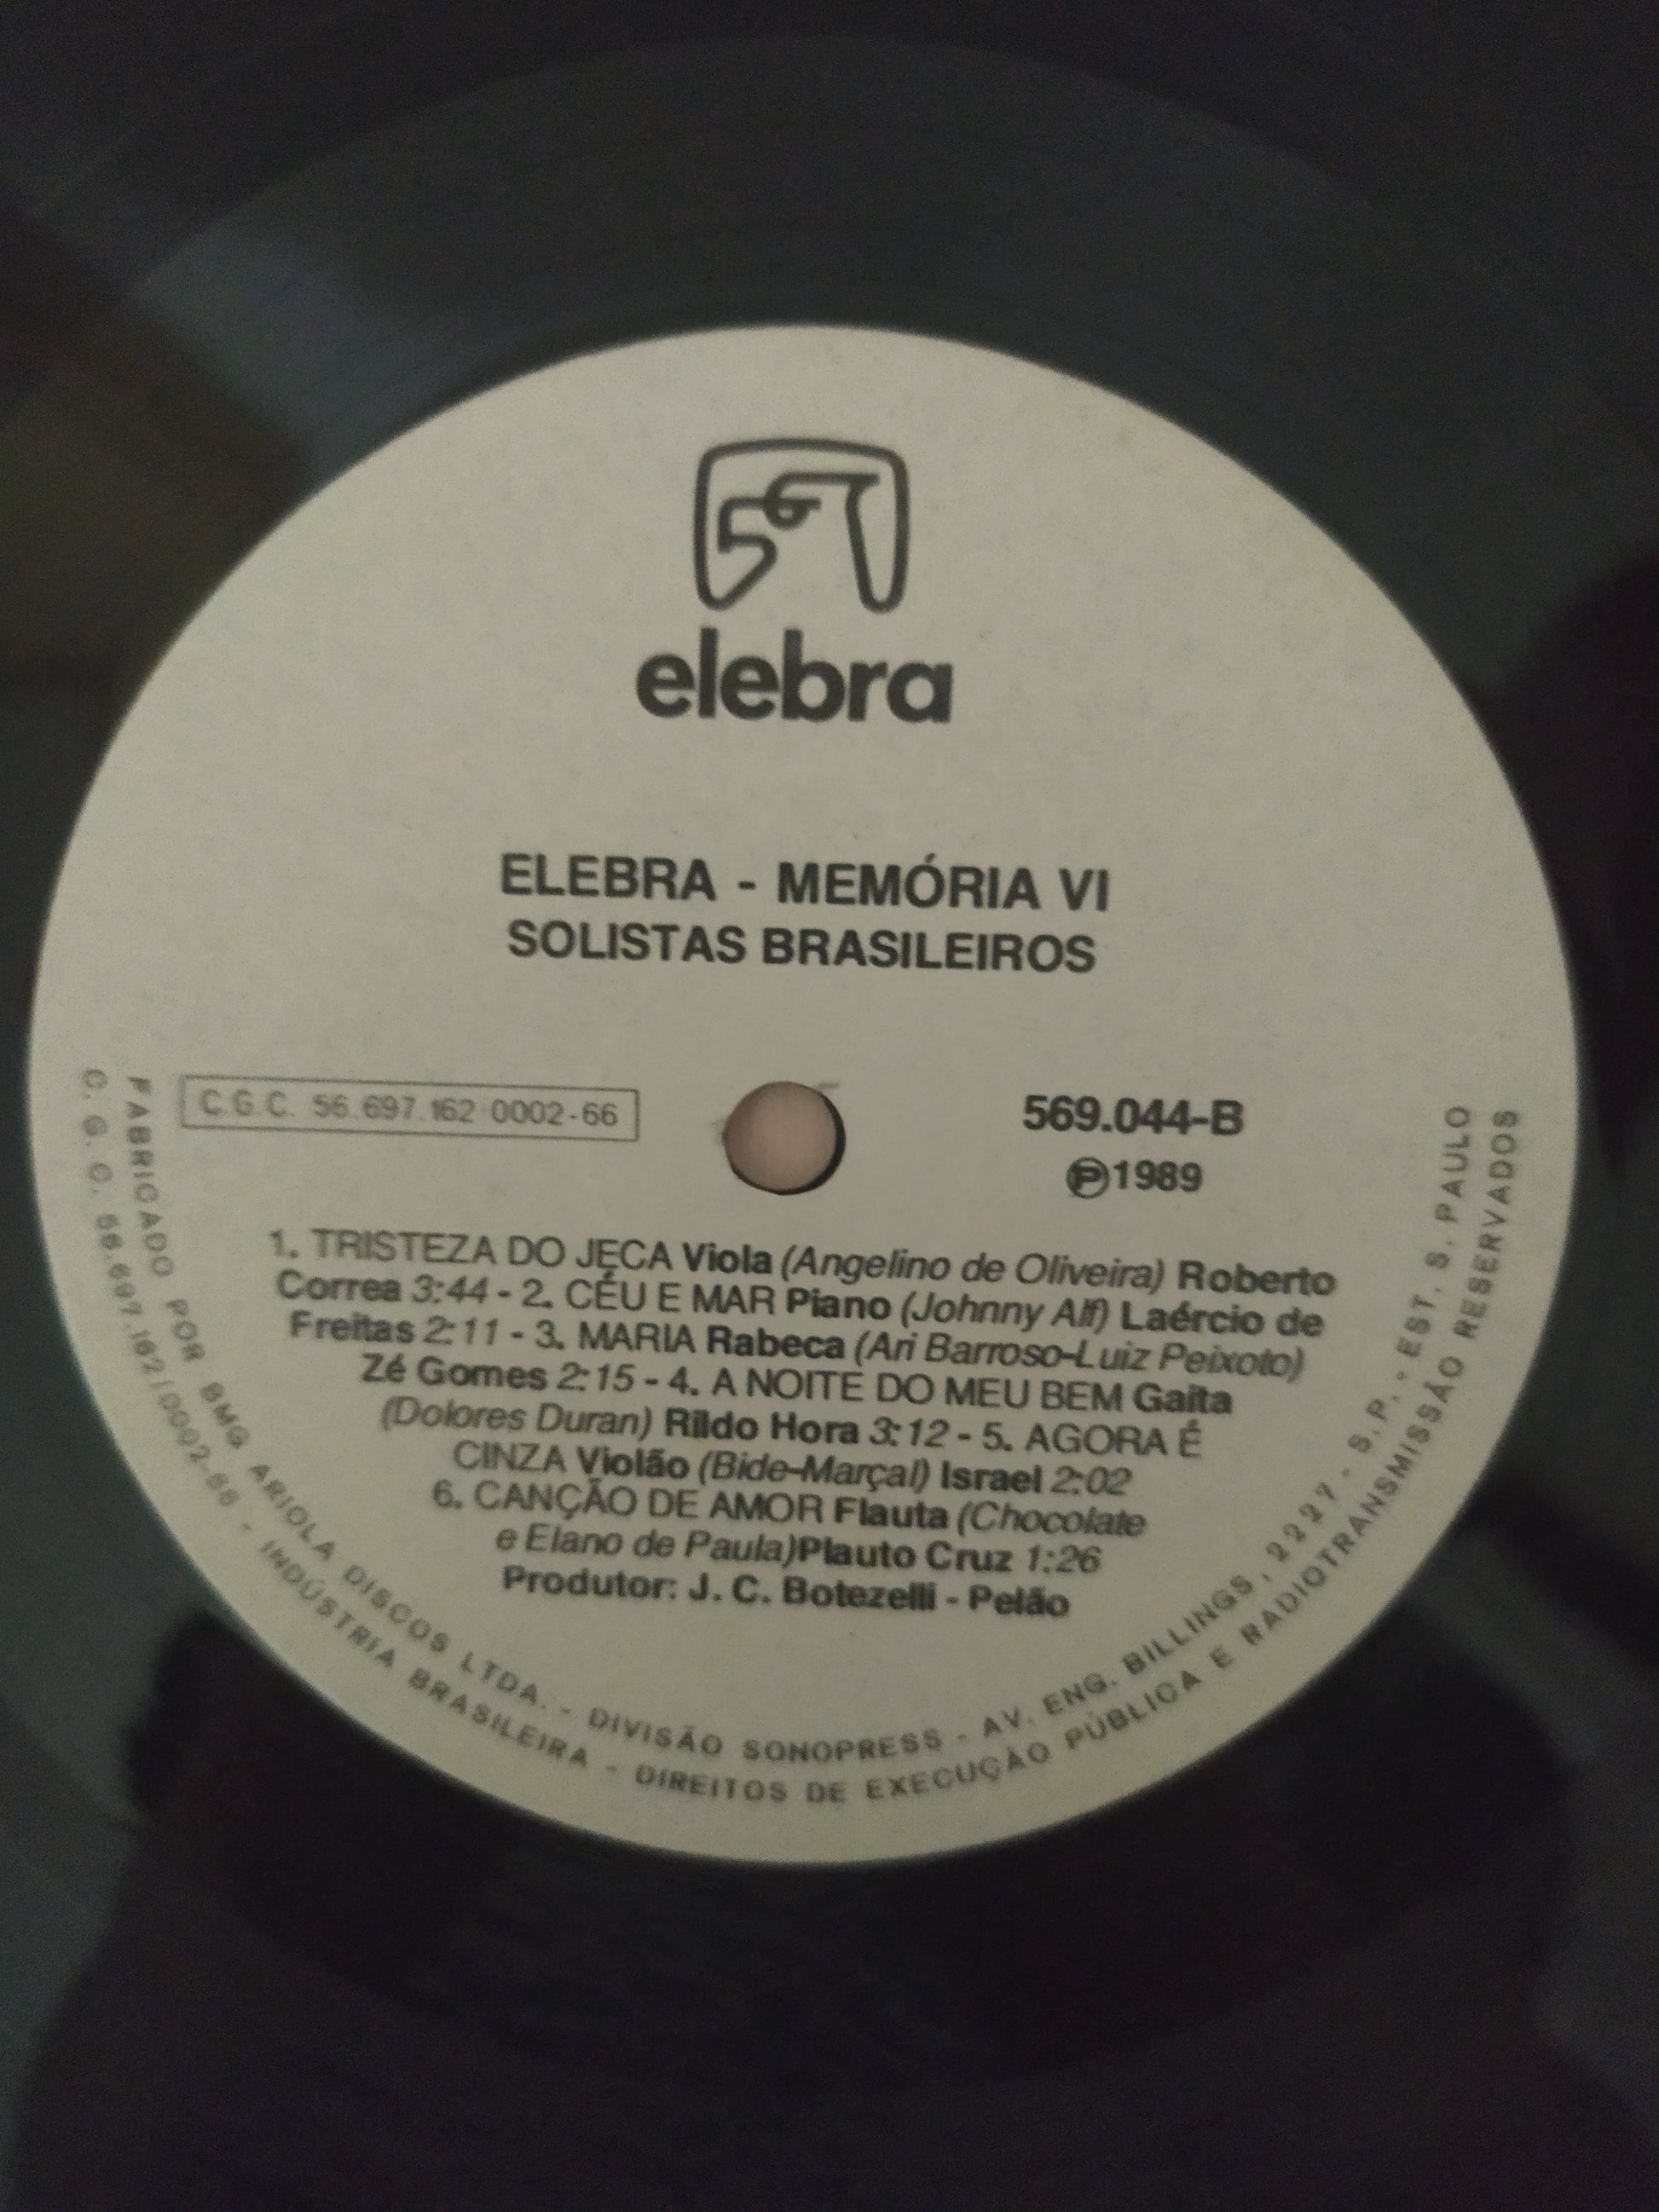 elebra
ELEBRA - MEMÓRIA VI
SOLISTAS BRASILEIROS
C.G.C. 56.697.162 0002-66
569.044-B
℗1989
1. TRISTEZA DO JECA Viola (Angelino de Oliveira) Roberto
Correa 3:44 - 2. CÉU E MAR Piano (Johnny Alf) Laércio de
Freitas 2:11 - 3. MARIA Rabeca (Ari Barroso-Luiz Peixoto)
Zé Gomes 2:15 - 4. A NOITE DO MEU BEM Gaita
(Dolores Duran) Rildo Hora 3:12 - 5. AGORA É
CINZA Violão (Bide-Marçal) Israel 2:02
6. CANÇÃO DE AMOR Flauta (Chocolate
e Elano de Paula)Plauto Cruz 1:26
Produtor: J. C. Botezelli - Pelão
FABRICADO POR BMG ARIOLA DISCOS LTDA. - DIVISÃO SONOPRESS - AV. ENG. BILLINGS, 2227 - S.P. - EST. S. PAULO
C.G.C. 56.697.162/0002-66 - INDÚSTRIA BRASILEIRA - DIREITOS DE EXECUÇÃO PÚBLICA E RADIOTRANSMISSÃO RESERVADOS